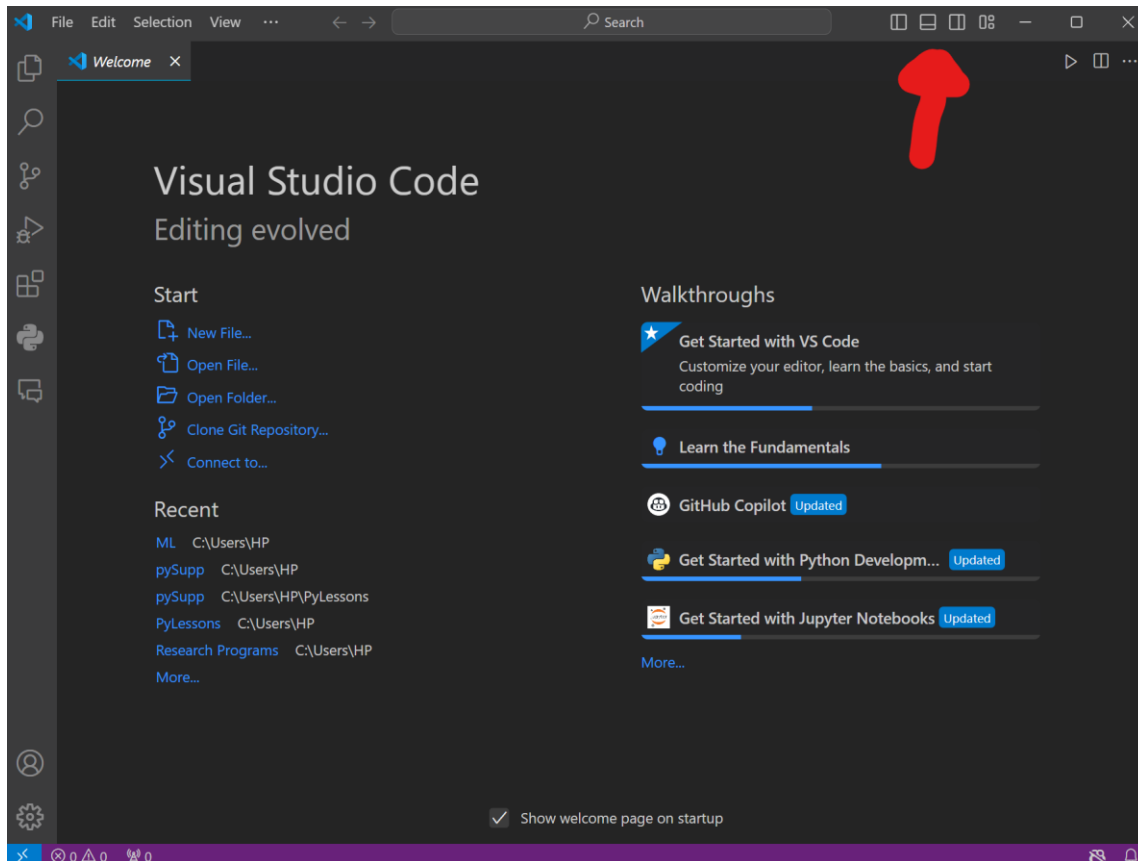 File Edit Selection View ··· Search
Welcome
Visual Studio Code
Editing evolved
Start
New File...
Open File...
Open Folder...
Clone Git Repository...
Connect to...
Recent
ML C:\Users\HP
pySupp C:\Users\HP
pySupp C:\Users\HP\PyLessons
PyLessons C:\Users\HP
Research Programs C:\Users\HP
More...
Walkthroughs
Get Started with VS Code
Customize your editor, learn the basics, and start
coding
Learn the Fundamentals
GitHub Copilot Updated
Get Started with Python Developm... Updated
Get Started with Jupyter Notebooks Updated
More...
Show welcome page on startup
0 0 0